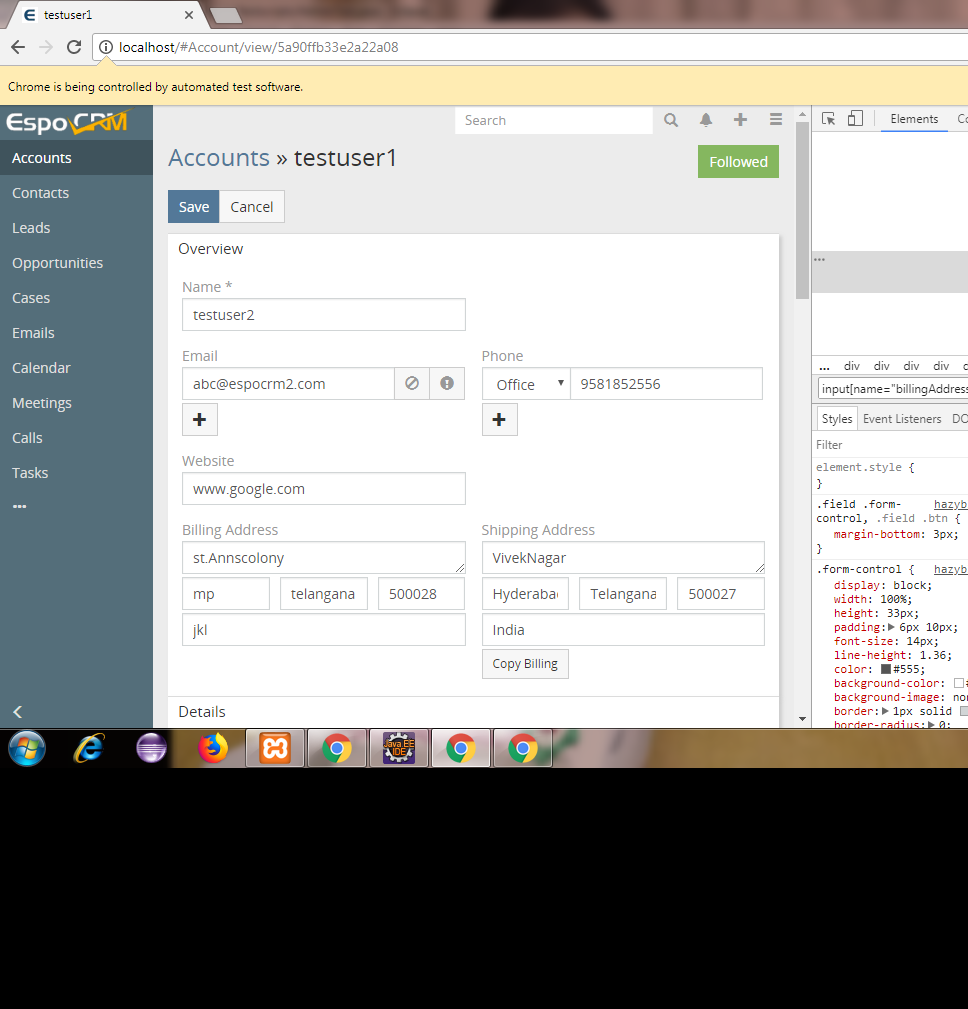 testuser1
localhost/#Account/view/5a90ffb33e2a22a08
Chrome is being controlled by automated test software.
EspoCRM
Search
Elements
Accounts
Contacts
Leads
Opportunities
Cases
Emails
Calendar
Meetings
Calls
Tasks
Accounts » testuser1
Followed
Save Cancel
Overview
Name *
testuser2
Email Phone
abc@espocrm2.com Office 9581852556
Website
www.google.com
Billing Address Shipping Address
st.Annscolony VivekNagar
mp telangana 500028 Hyderaba Telangana 500027
jkl India
Copy Billing
Details
... div div div div
input[name="billingAddress
Styles Event Listeners DO
Filter
element.style {
}
.field .form- hazyb
control, .field .btn {
margin-bottom: 3px;
}
.form-control { hazyb
display: block;
width: 100%;
height: 33px;
padding: 6px 10px;
font-size: 14px;
line-height: 1.36;
color: #555;
background-color: #
background-image: no
border: 1px solid
border-radius: 0;
Java EE
IDE